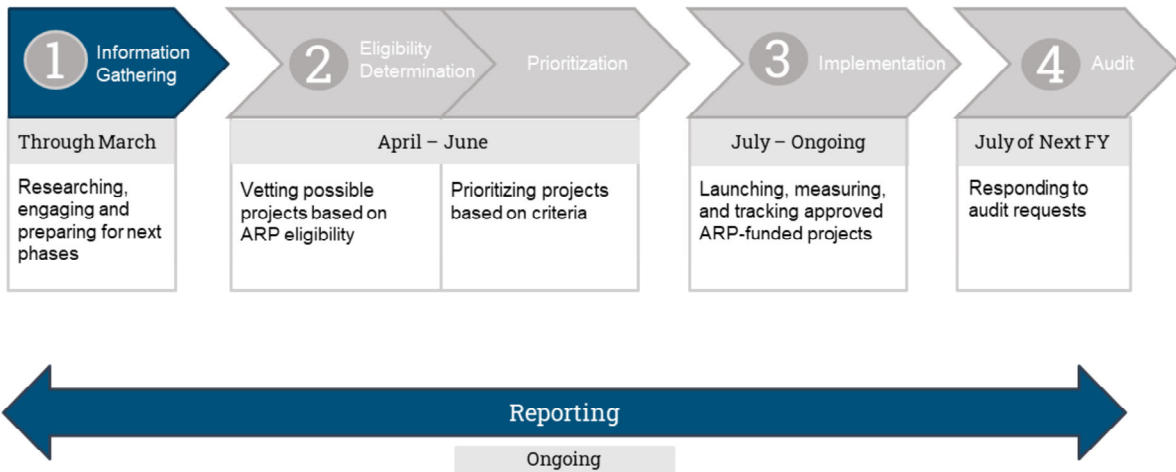 1
Information
Gathering
2
Eligibility
Determination
Prioritization
3
Implementation
4
Audit
Through March
April – June
July – Ongoing
July of Next FY
Researching,
engaging and
preparing for next
phases
Vetting possible
projects based on
ARP eligibility
Prioritizing projects
based on criteria
Launching, measuring,
and tracking approved
ARP-funded projects
Responding to
audit requests
Reporting
Ongoing